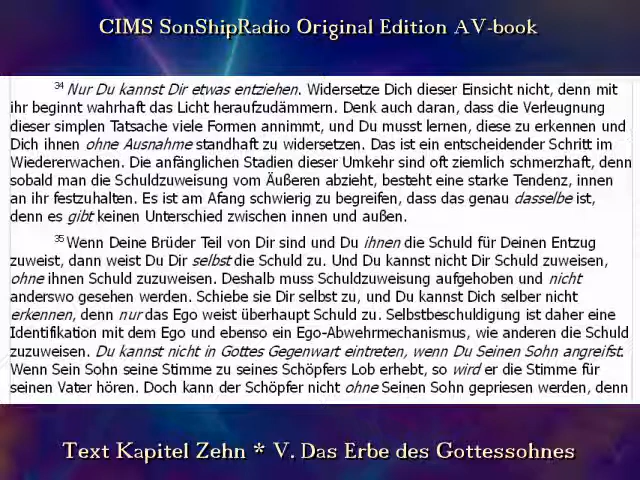 CIMS SonShipRadio Original Edition AV-book
34 Nur Du kannst Dir etwas entziehen. Widersetze Dich dieser Einsicht nicht, denn mit
ihr beginnt wahrhaft das Licht heraufzudämmern. Denk auch daran, dass die Verleugnung
dieser simplen Tatsache viele Formen annimmt, und Du musst lernen, diese zu erkennen und
Dich ihnen ohne Ausnahme standhaft zu widersetzen. Das ist ein entscheidender Schritt im
Wiedererwachen. Die anfänglichen Stadien dieser Umkehr sind oft ziemlich schmerzhaft, denn
sobald man die Schuldzuweisung vom Äußeren abzieht, besteht eine starke Tendenz, innen
an ihr festzuhalten. Es ist am Afang schwierig zu begreifen, dass das genau dasselbe ist,
denn es gibt keinen Unterschied zwischen innen und außen.
35 Wenn Deine Brüder Teil von Dir sind und Du ihnen die Schuld für Deinen Entzug
zuweist, dann weist Du Dir selbst die Schuld zu. Und Du kannst nicht Dir Schuld zuweisen,
ohne ihnen Schuld zuzuweisen. Deshalb muss Schuldzuweisung aufgehoben und nicht
anderswo gesehen werden. Schiebe sie Dir selbst zu, und Du kannst Dich selber nicht
erkennen, denn nur das Ego weist überhaupt Schuld zu. Selbstbeschuldigung ist daher eine
Identifikation mit dem Ego und ebenso ein Ego-Abwehrmechanismus, wie anderen die Schuld
zuzuweisen. Du kannst nicht in Gottes Gegenwart eintreten, wenn Du Seinen Sohn angreifst.
Wenn Sein Sohn seine Stimme zu seines Schöpfers Lob erhebt, so wird er die Stimme für
seinen Vater hören. Doch kann der Schöpfer nicht ohne Seinen Sohn gepriesen werden, denn
Text Kapitel Zehn * V. Das Erbe des Gottessohnes